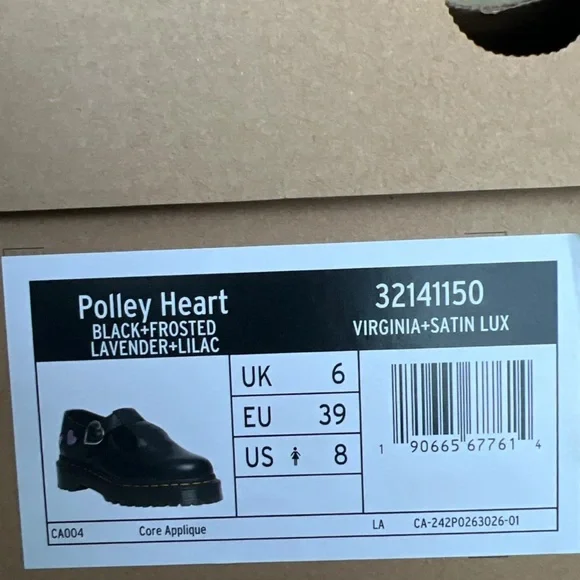 Polley Heart
BLACK+FROSTED
LAVENDER+LILAC
32141150
VIRGINIA+SATIN LUX
UK 6
EU 39
US 8
1 90665 67761 4
CA004 Core Applique LA CA-242P0263026-01